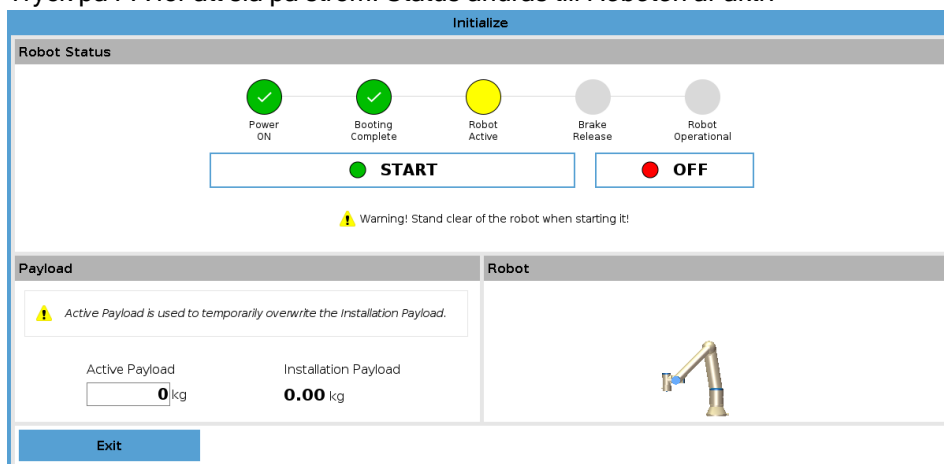 Initialize
Robot Status
Power
ON
Booting
Complete
Robot
Active
Brake
Release
Robot
Operational
START
OFF
Warning! Stand clear of the robot when starting it!
Payload
Robot
Active Payload is used to temporarily overwrite the Installation Payload.
Active Payload
Installation Payload
0 kg
0.00 kg
Exit